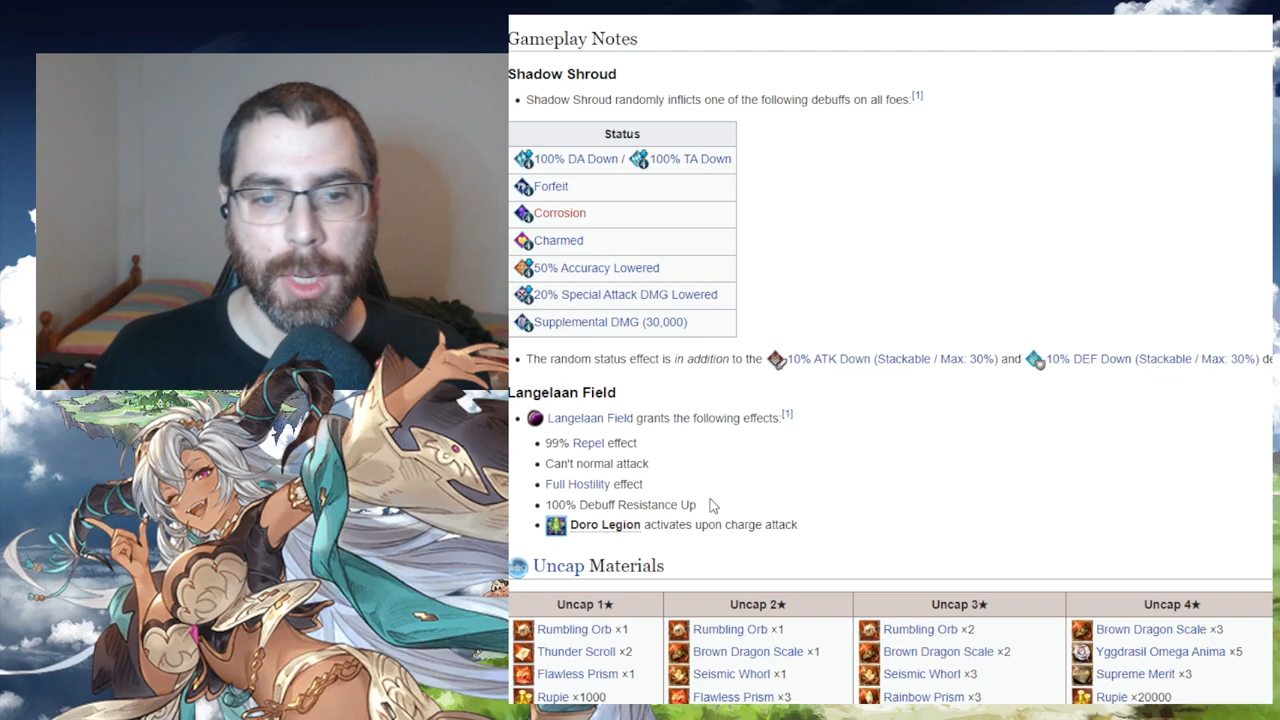 Gameplay Notes
Shadow Shroud
• Shadow Shroud randomly inflicts one of the following debuffs on all foes:[1]
Status
100% DA Down / 100% TA Down
Forfeit
Corrosion
Charmed
50% Accuracy Lowered
20% Special Attack DMG Lowered
Supplemental DMG (30,000)
• The random status effect is in addition to the 10% ATK Down (Stackable / Max: 30%) and 10% DEF Down (Stackable / Max: 30%) de
Langelaan Field
• Langelaan Field grants the following effects:[1]
• 99% Repel effect
• Can't normal attack
• Full Hostility effect
• 100% Debuff Resistance Up
• Doro Legion activates upon charge attack
Uncap Materials
Uncap 1★ Uncap 2★ Uncap 3★ Uncap 4★
Rumbling Orb ×1 Rumbling Orb ×1 Rumbling Orb ×2 Brown Dragon Scale ×3
Thunder Scroll ×2 Brown Dragon Scale ×1 Brown Dragon Scale ×2 Yggdrasil Omega Anima ×5
Flawless Prism ×1 Seismic Whorl ×1 Seismic Whorl ×3 Supreme Merit ×3
Rupie ×1000 Flawless Prism ×3 Rainbow Prism ×3 Rupie ×20000